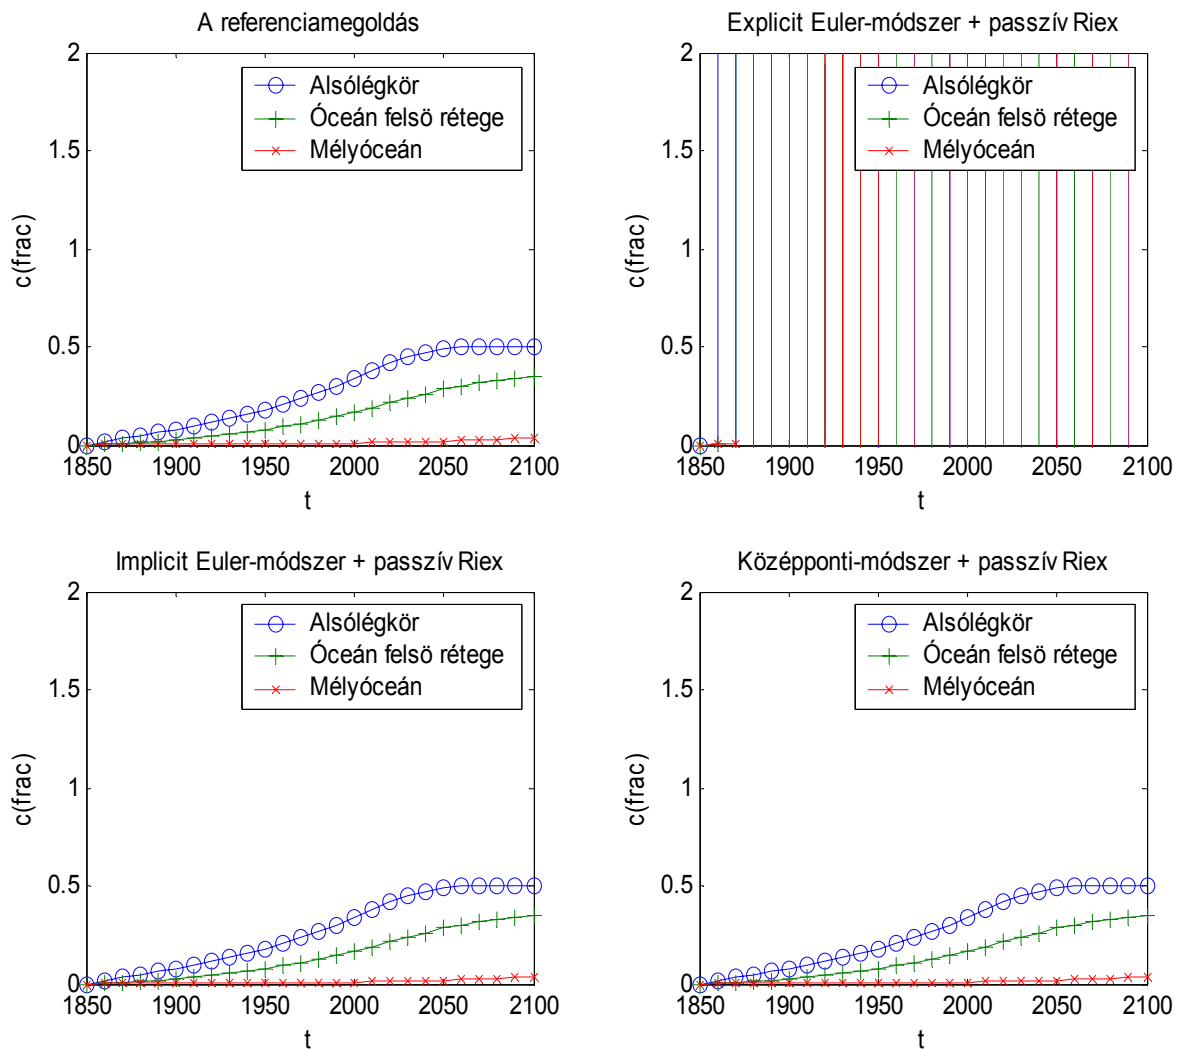 A referenciamegoldás
2
Alsólégkör
Óceán felsö rétege
Mélyóceán
1.5
c(frac)
1
0.5
0
1850
1900
1950
2000
2050
2100
t
Explicit Euler-módszer + passzív Riex
2
Alsólégkör
Óceán felsö rétege
Mélyóceán
1.5
c(frac)
1
0.5
0
1850
1900
1950
2000
2050
2100
t
Implicit Euler-módszer + passzív Riex
2
Alsólégkör
Óceán felsö rétege
Mélyóceán
1.5
c(frac)
1
0.5
0
1850
1900
1950
2000
2050
2100
t
Középponti-módszer + passzív Riex
2
Alsólégkör
Óceán felsö rétege
Mélyóceán
1.5
c(frac)
1
0.5
0
1850
1900
1950
2000
2050
2100
t